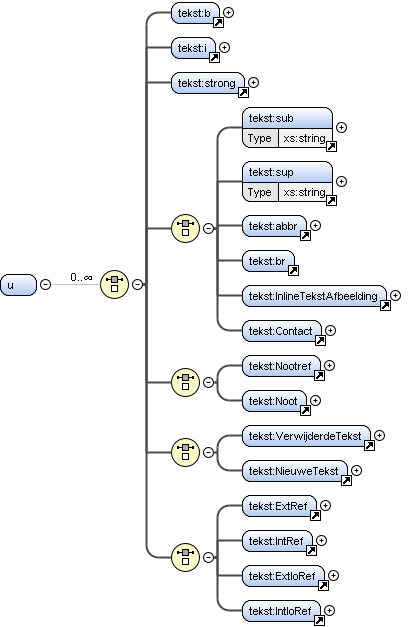 tekst:b
tekst:i
tekst:strong
tekst:sub
Type xs:string
tekst:sup
Type xs:string
tekst:abbr
tekst:br
u 0..∞
tekst:InlineTekstAfbeelding
tekst:Contact
tekst:Nootref
tekst:Noot
tekst:VerwijderdeTekst
tekst:NieuweTekst
tekst:ExtRef
tekst:IntRef
tekst:ExtIoRef
tekst:IntIoRef